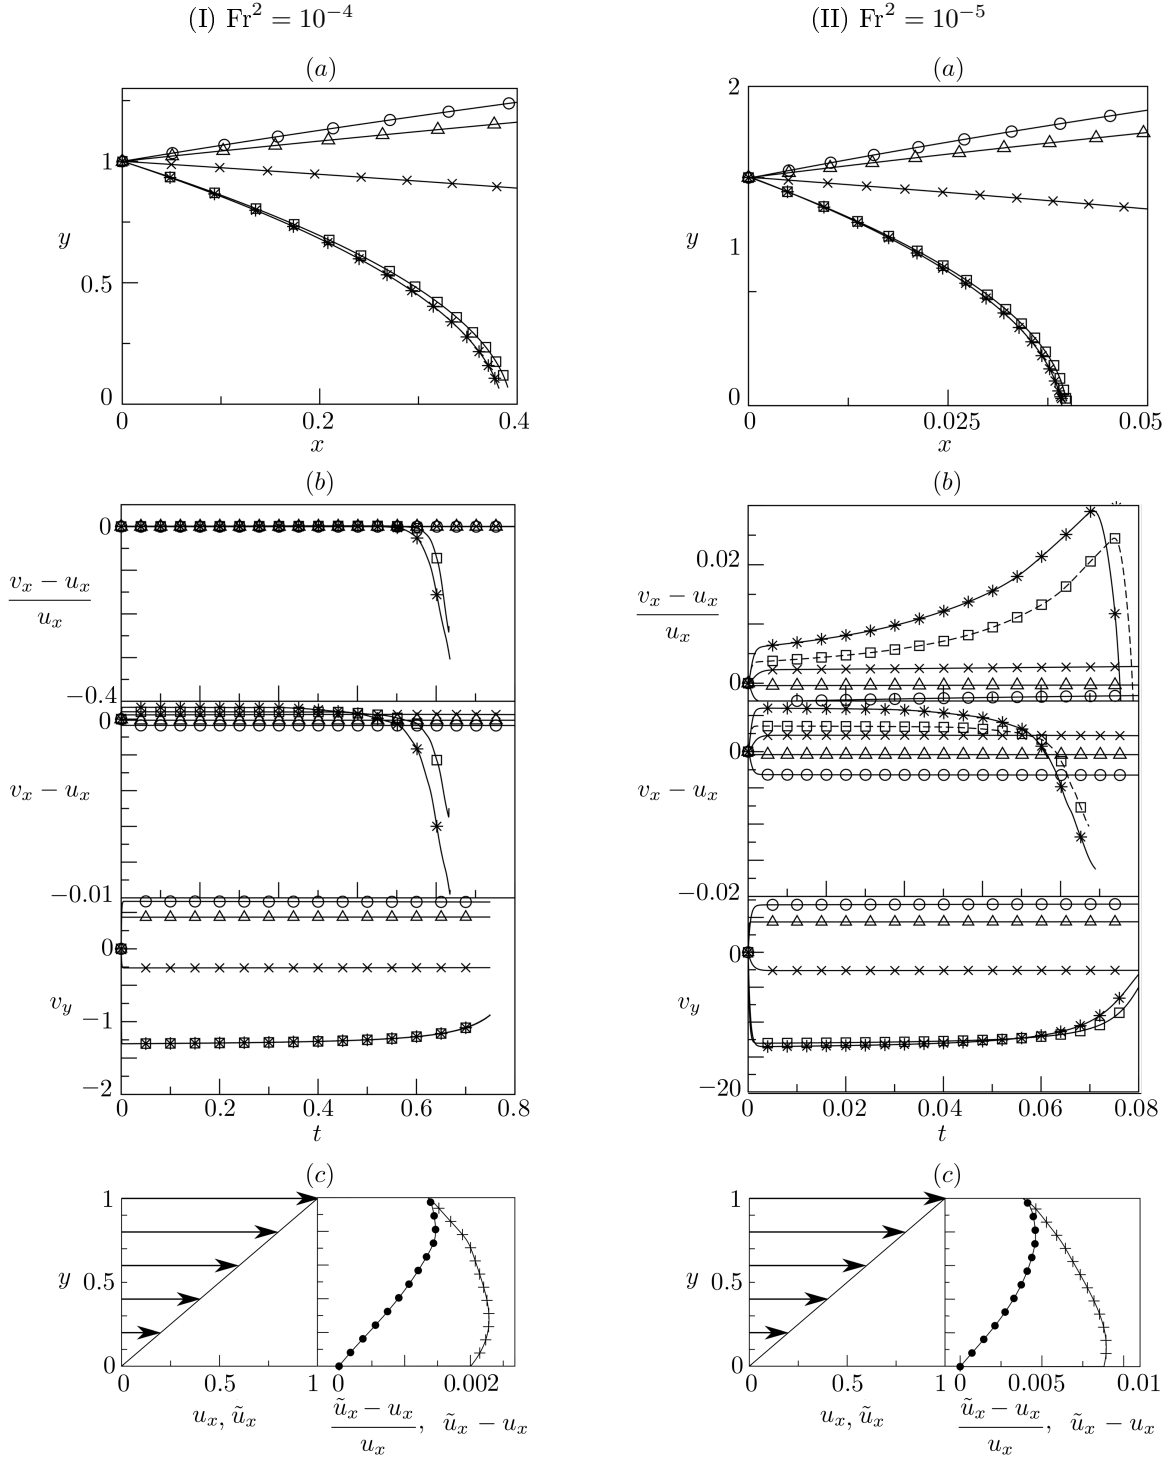 (I) Fr² = 10⁻⁴
(II) Fr² = 10⁻⁵
(a)
1
y
0.5
0
0 0.2 0.4
x
(a)
2
y
1
0
0 0.025 0.05
x
(b)
0
(vₓ − uₓ)/uₓ
−0.4
0
vₓ − uₓ
−0.01
0
v_y
−1
−2
0 0.2 0.4 0.6 0.8
t
(b)
0.02
(vₓ − uₓ)/uₓ
0
0
vₓ − uₓ
−0.02
0
v_y
−20
0 0.02 0.04 0.06 0.08
t
(c)
1
y 0.5
0
0 0.5 1 0 0.002
uₓ, ũₓ (ũₓ − uₓ)/uₓ, ũₓ − uₓ
(c)
1
y 0.5
0
0 0.5 1 0 0.005 0.01
uₓ, ũₓ (ũₓ − uₓ)/uₓ, ũₓ − uₓ